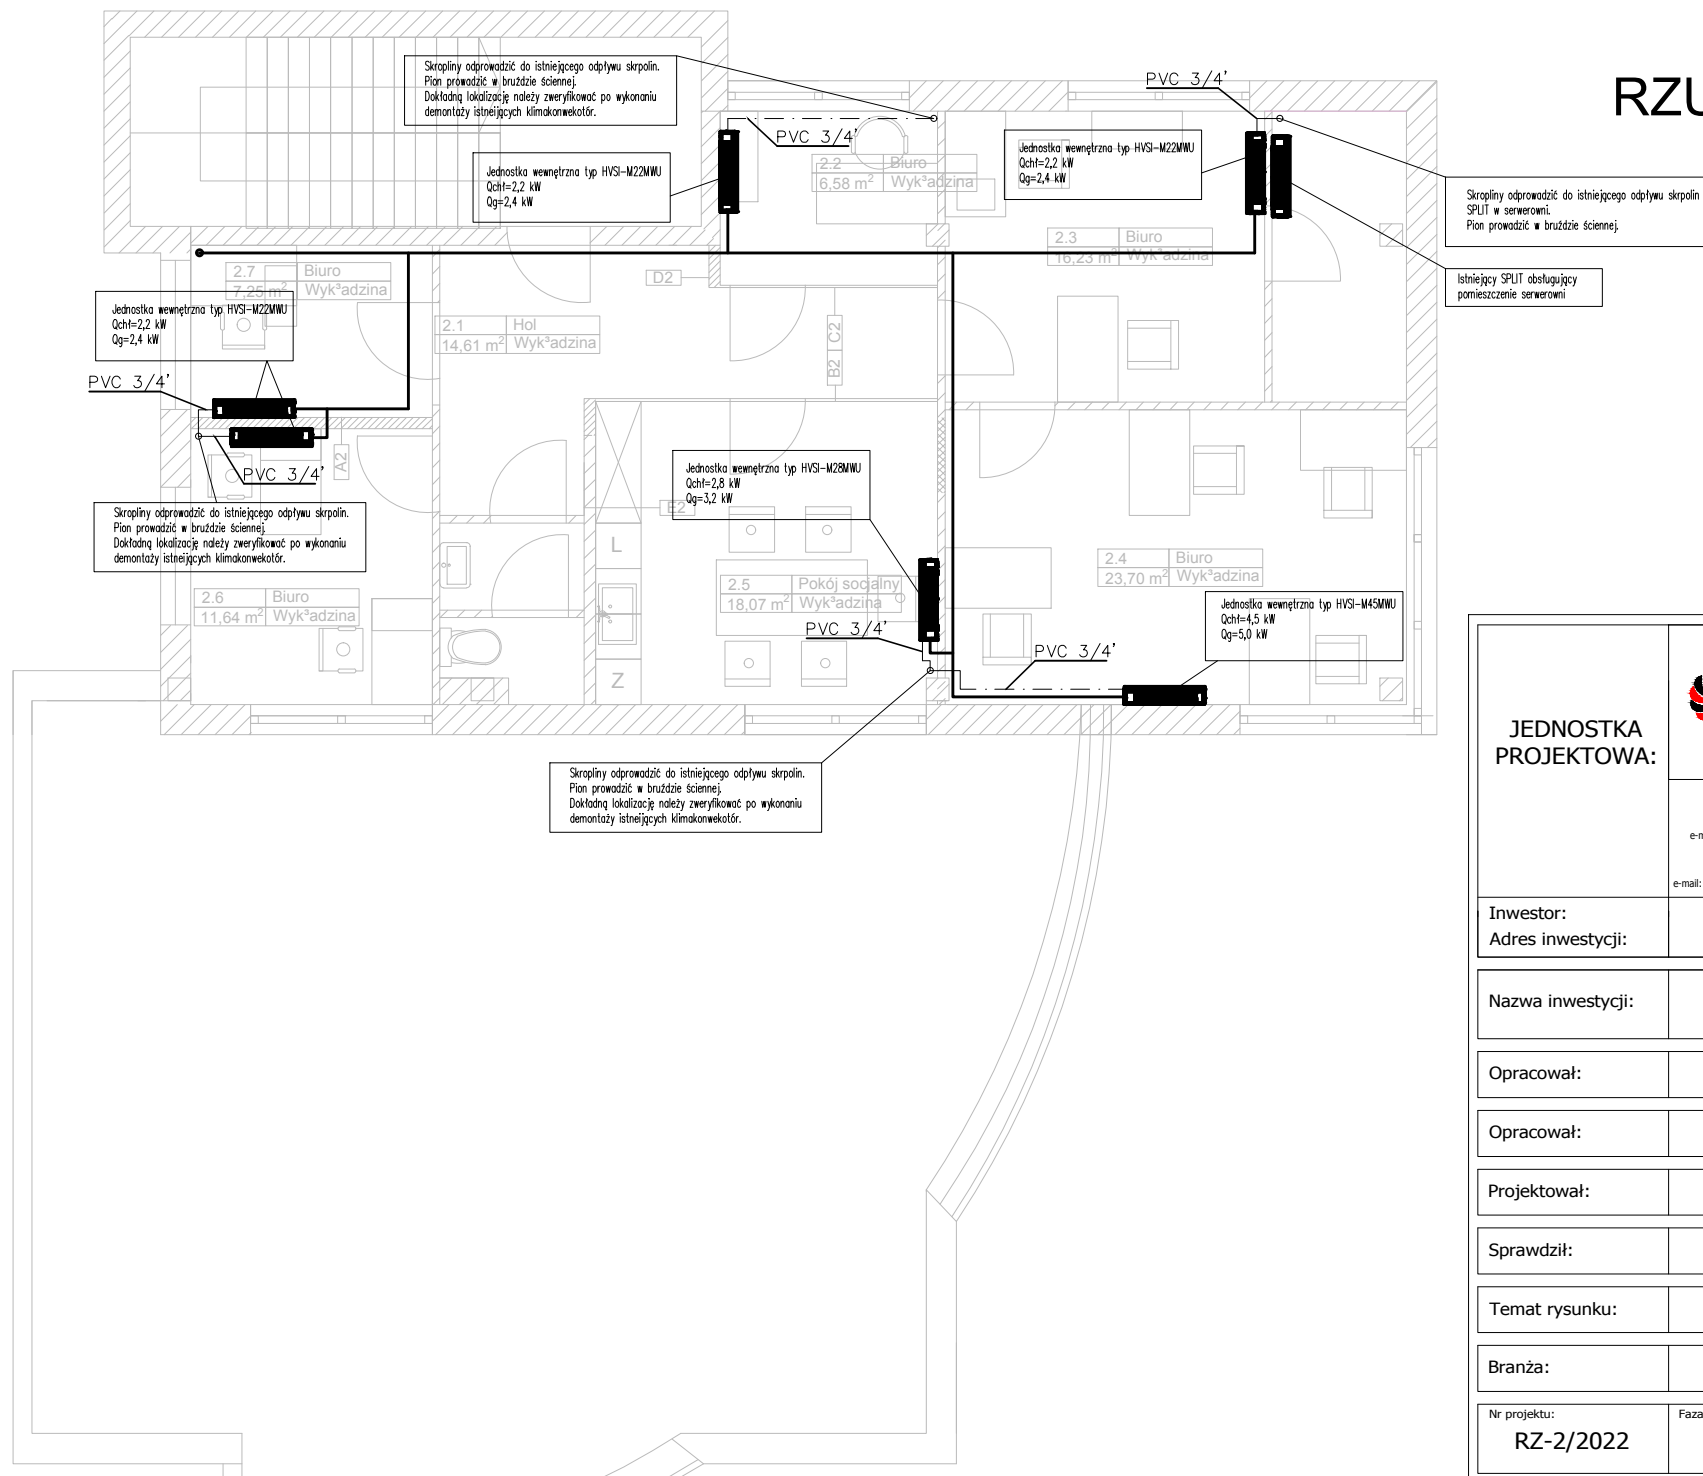 RZU
Skropliny odprowadzić do istniejącego odpływu skrpolin.
Pion prowadzić w bruździe ściennej.
Dokładną lokalizację należy zweryfikować po wykonaniu
demontaży istneijących klimakonwekotór.
PVC 3/4'
PVC 3/4'
Jednostka wewnętrzna typ HVSI-M22MWU
Qchł=2,2 kW
Qg=2,4 kW
2.2 Biuro
6,58 m² Wyk³adzina
Jednostka wewnętrzna typ HVSI-M22MWU
Qchł=2,2 kW
Qg=2,4 kW
Skropliny odprowadzić do istniejącego odpływu skrpolin
SPLIT w serwerowni.
Pion prowadzić w bruździe ściennej.
2.3 Biuro
16,23 m² Wyk³adzina
Istniejący SPLIT obsługujący
pomieszczenie serwerowni
2.7 Biuro
7,25 m² Wyk³adzina
D2
Jednostka wewnętrzna typ HVSI-M22MWU
Qchł=2,2 kW
Qg=2,4 kW
2.1 Hol
14,61 m² Wyk³adzina
B2 C2
PVC 3/4'
PVC 3/4'
A2
Jednostka wewnętrzna typ HVSI-M28MWU
Qchł=2,8 kW
Qg=3,2 kW
E2
Skropliny odprowadzić do istniejącego odpływu skrpolin.
Pion prowadzić w bruździe ściennej.
Dokładną lokalizację należy zweryfikować po wykonaniu
demontaży istneijących klimakonwekotór.
L
2.4 Biuro
23,70 m² Wyk³adzina
2.5 Pokój socjalny
18,07 m² Wyk³adzina
2.6 Biuro
11,64 m² Wyk³adzina
Jednostka wewnętrzna typ HVSI-M45MWU
Qchł=4,5 kW
Qg=5,0 kW
PVC 3/4'
PVC 3/4'
Z
Skropliny odprowadzić do istniejącego odpływu skrpolin.
Pion prowadzić w bruździe ściennej.
Dokładną lokalizację należy zweryfikować po wykonaniu
demontaży istneijących klimakonwekotór.
JEDNOSTKA
PROJEKTOWA:
e-m
e-mail:
Inwestor:
Adres inwestycji:
Nazwa inwestycji:
Opracował:
Opracował:
Projektował:
Sprawdził:
Temat rysunku:
Branża:
Nr projektu: Faza
RZ-2/2022